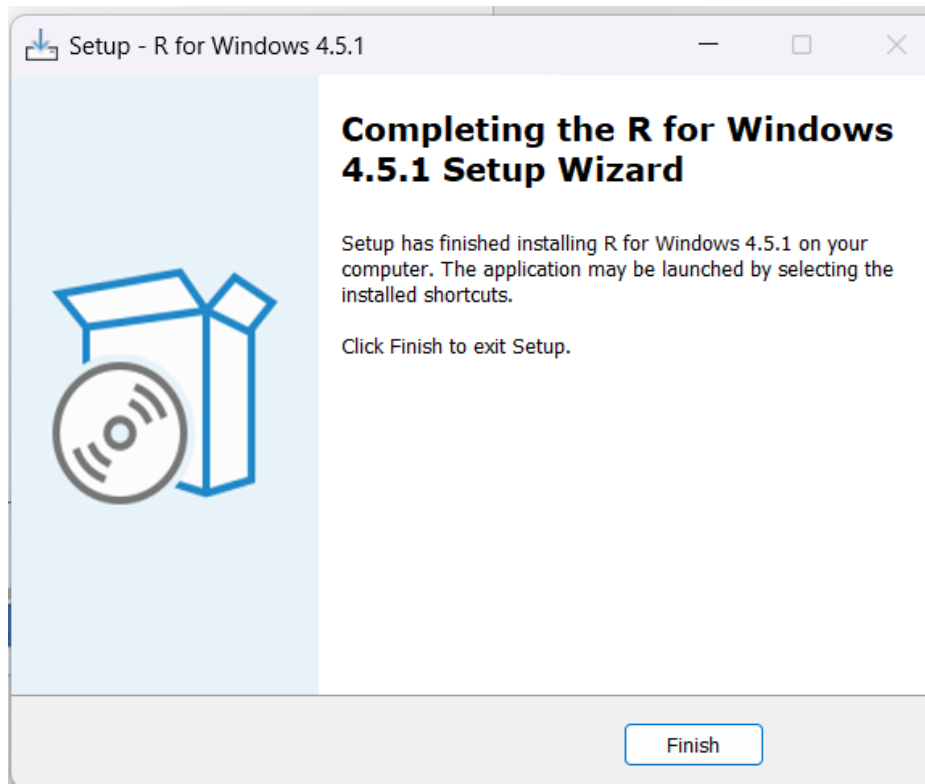 Setup - R for Windows 4.5.1
Completing the R for Windows
4.5.1 Setup Wizard
Setup has finished installing R for Windows 4.5.1 on your
computer. The application may be launched by selecting the
installed shortcuts.
Click Finish to exit Setup.
Finish